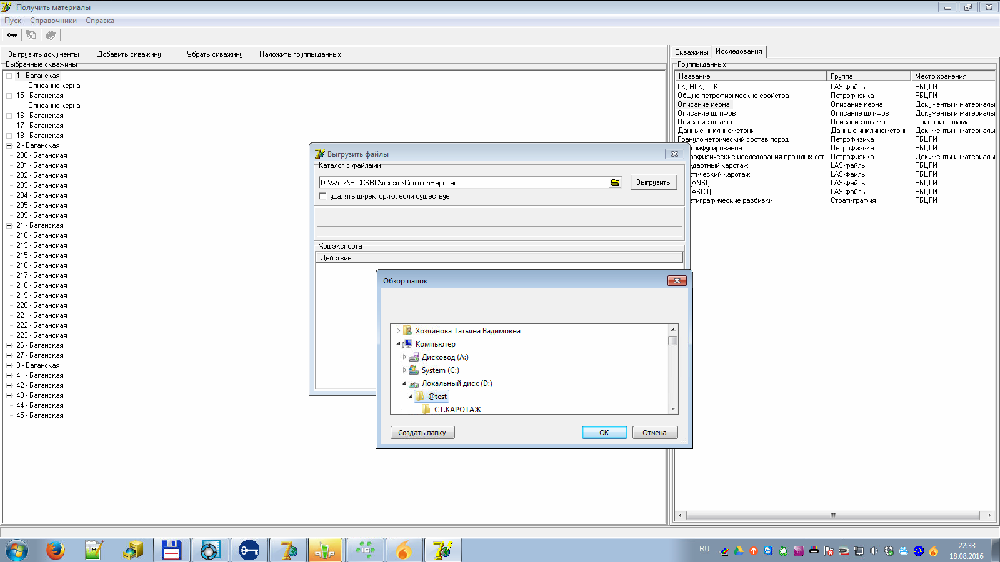 Получить материалы
Пуск Справочники Справка
Выгрузить документы Добавить скважину Убрать скважину Наложить группы данных
Выбранные скважины
1 - Баганская
Описание керна
15 - Баганская
Описание керна
16 - Баганская
17 - Баганская
18 - Баганская
2 - Баганская
200 - Баганская
201 - Баганская
202 - Баганская
203 - Баганская
204 - Баганская
205 - Баганская
209 - Баганская
21 - Баганская
210 - Баганская
213 - Баганская
215 - Баганская
216 - Баганская
217 - Баганская
218 - Баганская
219 - Баганская
220 - Баганская
221 - Баганская
222 - Баганская
223 - Баганская
26 - Баганская
27 - Баганская
3 - Баганская
41 - Баганская
42 - Баганская
43 - Баганская
44 - Баганская
45 - Баганская
Скважины Исследования
Группы данных
Название Группа Место хранения
ГК, НГК, ГГКП LAS-файлы РБЦГИ
Общие петрофизические свойства Петрофизика РБЦГИ
Описание керна Описание керна Документы и материалы
Описание шлифов Описание шлифов Документы и материалы
Описание шлама Описание шлама Описание шлама
Данные инклинометрии Данные инклинометрии Документы и материалы
Гранулометрический состав пород Петрофизика РБЦГИ
трифугирование Петрофизика РБЦГИ
рофизические исследования прошлых лет Петрофизика Документы и материалы
ндартный каротаж LAS-файлы РБЦГИ
стический каротаж LAS-файлы РБЦГИ
(ANSI) LAS-файлы РБЦГИ
(ASCII) LAS-файлы РБЦГИ
атиграфические разбивки Стратиграфия РБЦГИ
Выгрузить файлы
Каталог с файлами
D:\Work\RiCCSRC\riccsrc\CommonReporter Выгрузить!
удалять директорию, если существует
Ход экспорта
Действие
Обзор папок
Хозяинова Татьяна Вадимовна
Компьютер
Дисковод (A:)
System (C:)
Локальный диск (D:)
@test
СТ.КАРОТАЖ
Создать папку OK Отмена
RU
22:33
18.08.2016